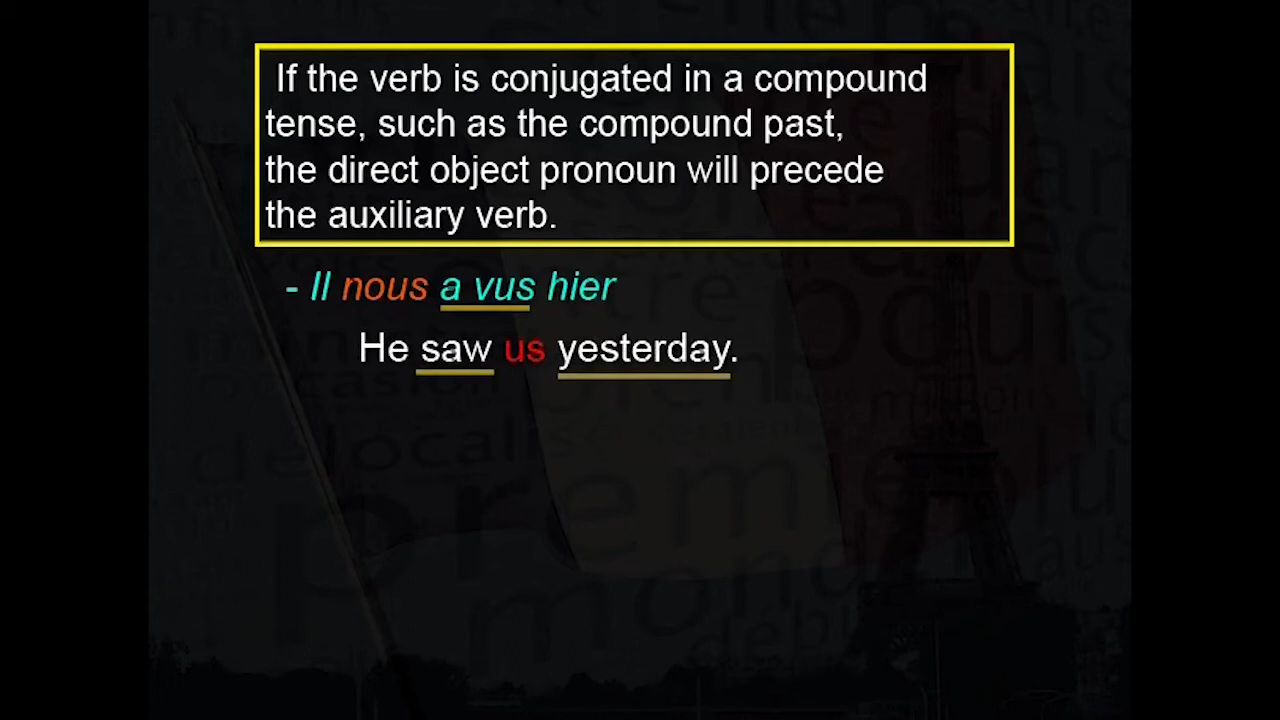 If the verb is conjugated in a compound
tense, such as the compound past,
the direct object pronoun will precede
the auxiliary verb.
- Il nous a vus hier
He saw us yesterday.